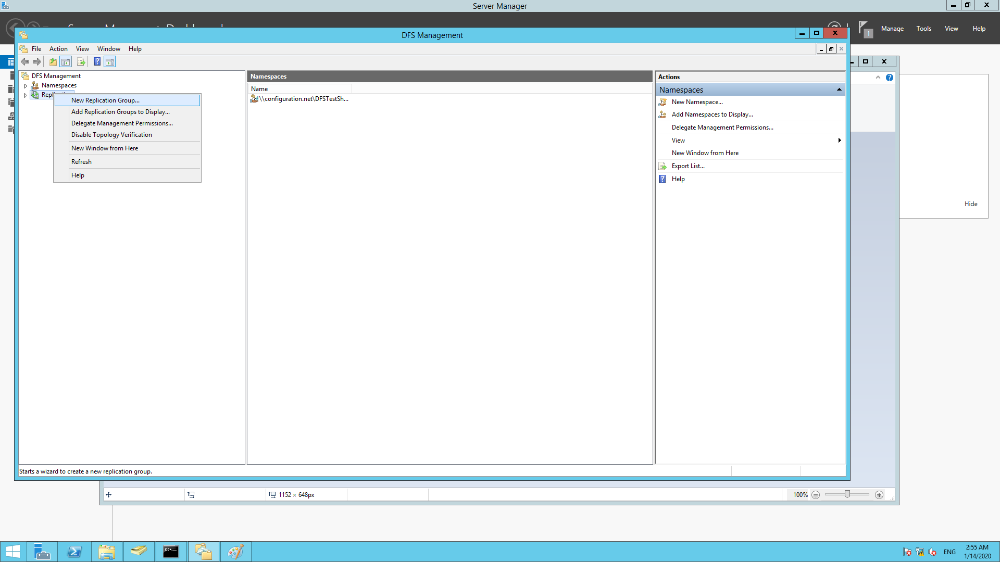 Server Manager
1
Manage
Tools
View
Help
DFS Management
File
Action
View
Window
Help
DFS Management
Namespaces
New Replication Group...
Add Replication Groups to Display...
Delegate Management Permissions...
Disable Topology Verification
New Window from Here
Refresh
Help
Namespaces
Name
\\configuration.net\DFSTestSh...
Actions
Namespaces
New Namespace...
Add Namespaces to Display...
Delegate Management Permissions...
View
New Window from Here
Export List...
Help
Hide
Starts a wizard to create a new replication group.
1152 × 648px
100%
C:\_
ENG
2:55 AM
1/14/2020